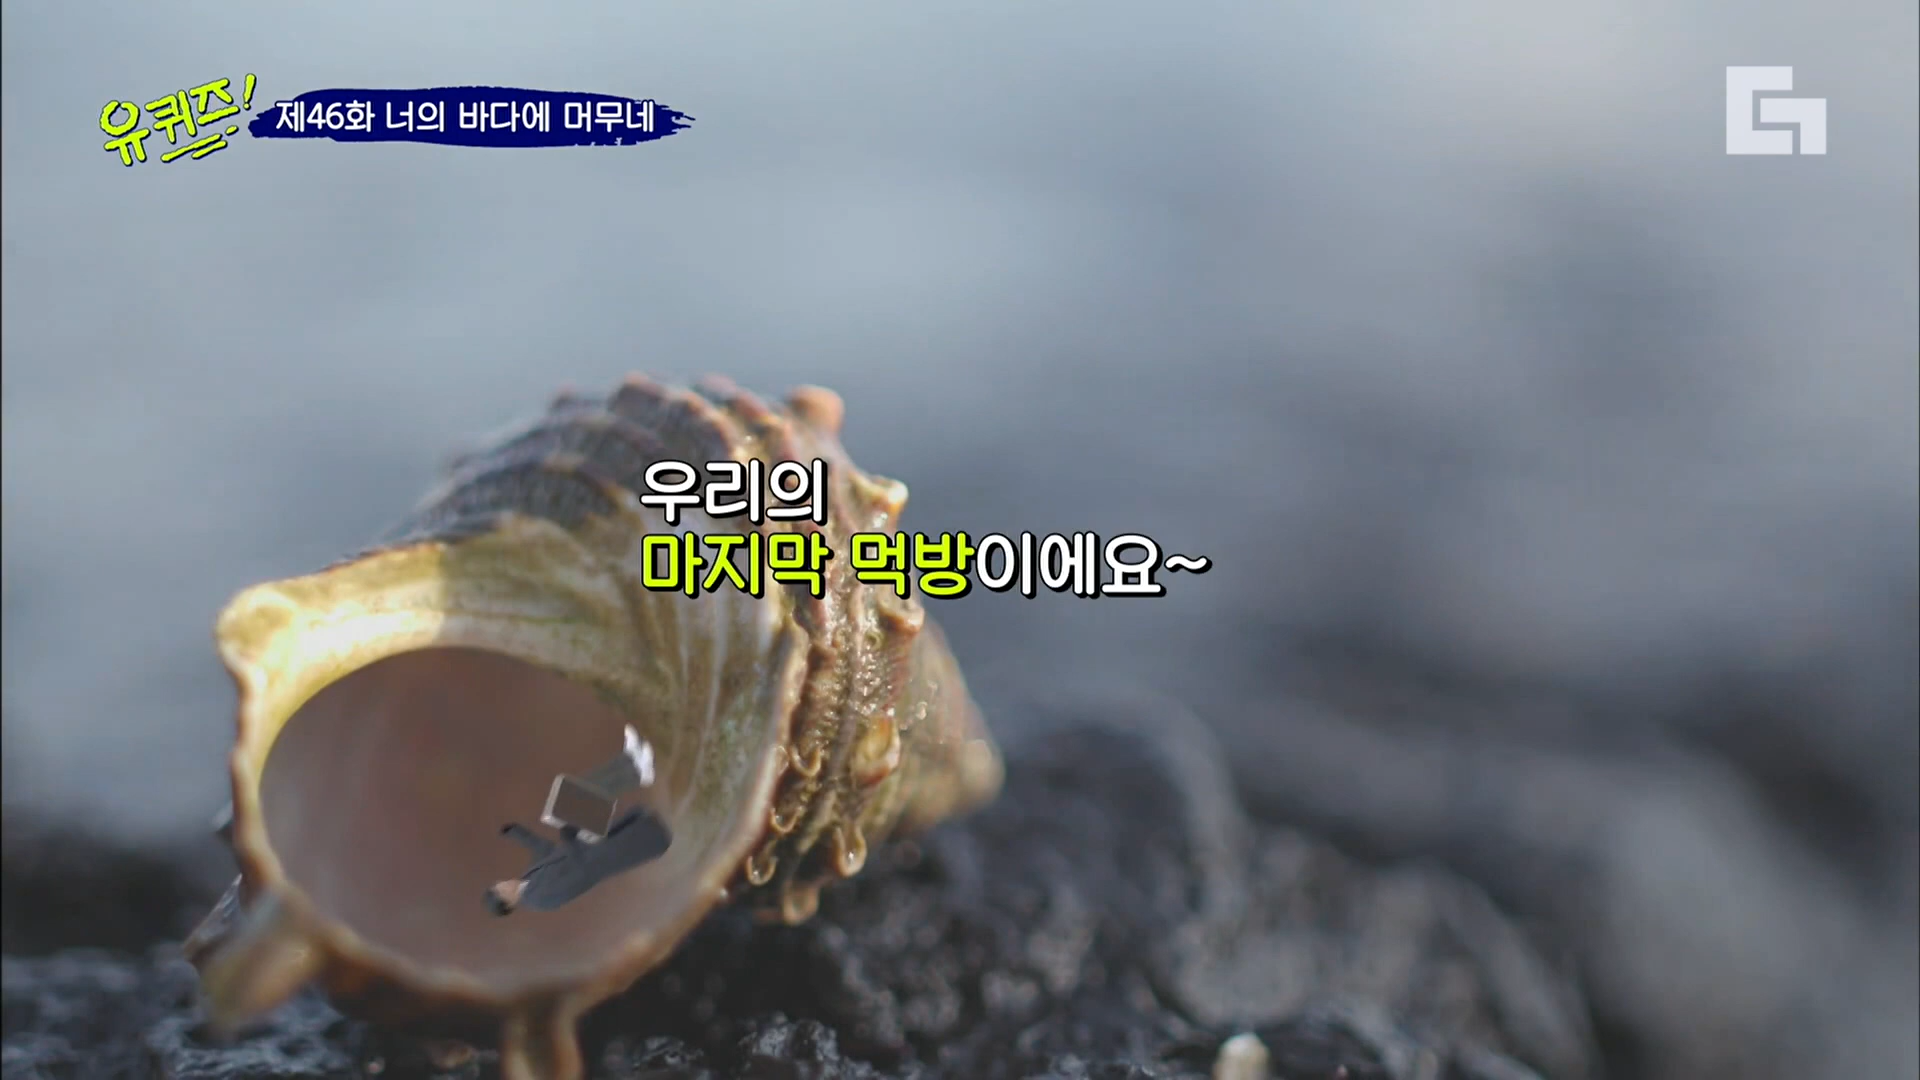 유퀴즈!
제46화 너의 바다에 머무네
우리의
마지막 먹방이에요~